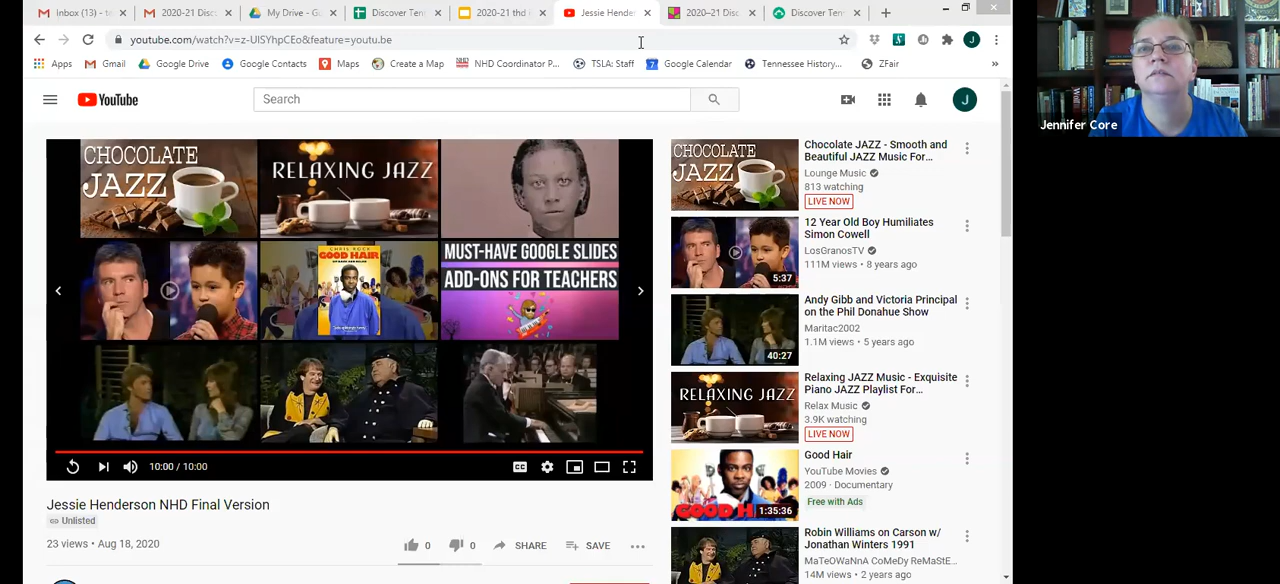 Inbox (13) - t
2020-21 Disc
My Drive - G
Discover Ten
2020-21 thd
Jessie Hender
2020–21 Disc
Discover Ten
youtube.com/watch?v=z-UlSYhpCEo&feature=youtu.be
J
Apps
Gmail
Google Drive
Google Contacts
Maps
Create a Map
NHD Coordinator P...
TSLA: Staff
Google Calendar
Tennessee History...
ZFair
»
YouTube
Search
J
Jennifer Core
CHOCOLATE
JAZZ
RELAXING JAZZ
CHRIS ROCK
GOOD HAIR
MUST-HAVE GOOGLE SLIDES
ADD-ONS FOR TEACHERS
10:00 / 10:00
CC
Jessie Henderson NHD Final Version
Unlisted
23 views • Aug 18, 2020
0
0
SHARE
SAVE
CHOCOLATE
JAZZ
Chocolate JAZZ - Smooth and
Beautiful JAZZ Music For...
Lounge Music
813 watching
LIVE NOW
5:37
12 Year Old Boy Humiliates
Simon Cowell
LosGranosTV
111M views • 8 years ago
40:27
Andy Gibb and Victoria Principal
on the Phil Donahue Show
Maritac2002
1.1M views • 5 years ago
RELAXING JAZZ
Relaxing JAZZ Music - Exquisite
Piano JAZZ Playlist For...
Relax Music
3.9K watching
LIVE NOW
GOOD H
1:35:36
Good Hair
YouTube Movies
2009 • Documentary
Free with Ads
Robin Williams on Carson w/
Jonathan Winters 1991
MaTeOWaNnA CoMeDy ReMaStE...
14M views • 2 years ago